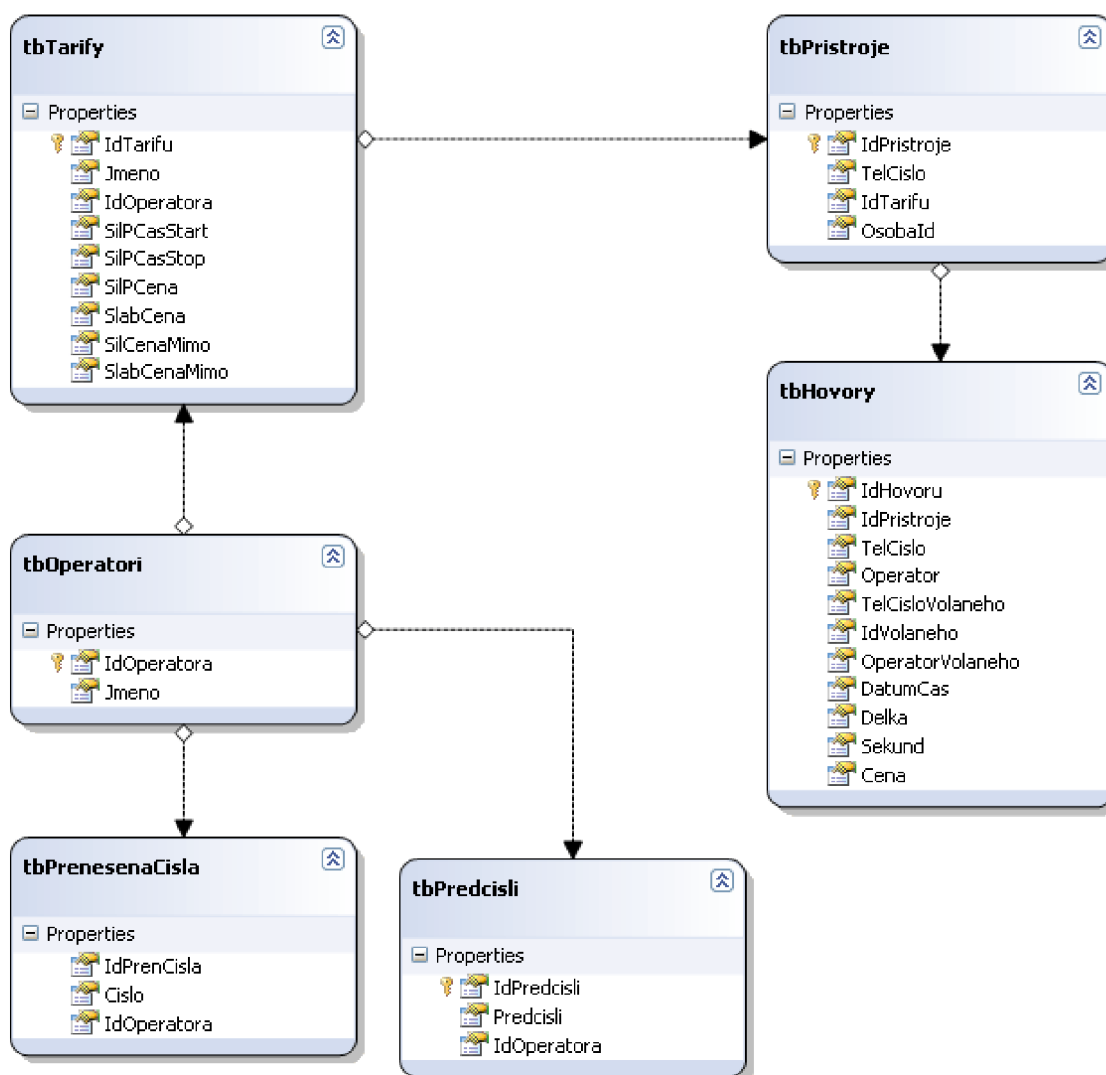 tbTarify
Properties
IdTarifu
Jmeno
IdOperatora
SilPCasStart
SilPCasStop
SilPCena
SlabCena
SilCenaMimo
SlabCenaMimo
tbPristroje
Properties
IdPristroje
TelCislo
IdTarifu
OsobaId
tbHovory
Properties
IdHovoru
IdPristroje
TelCislo
Operator
TelCisloVolaneho
IdVolaneho
OperatorVolaneho
DatumCas
Delka
Sekund
Cena
tbOperatori
Properties
IdOperatora
Jmeno
tbPrenesenaCisla
Properties
IdPrenCisla
Cislo
IdOperatora
tbPredcisli
Properties
IdPredcisli
Predcisli
IdOperatora